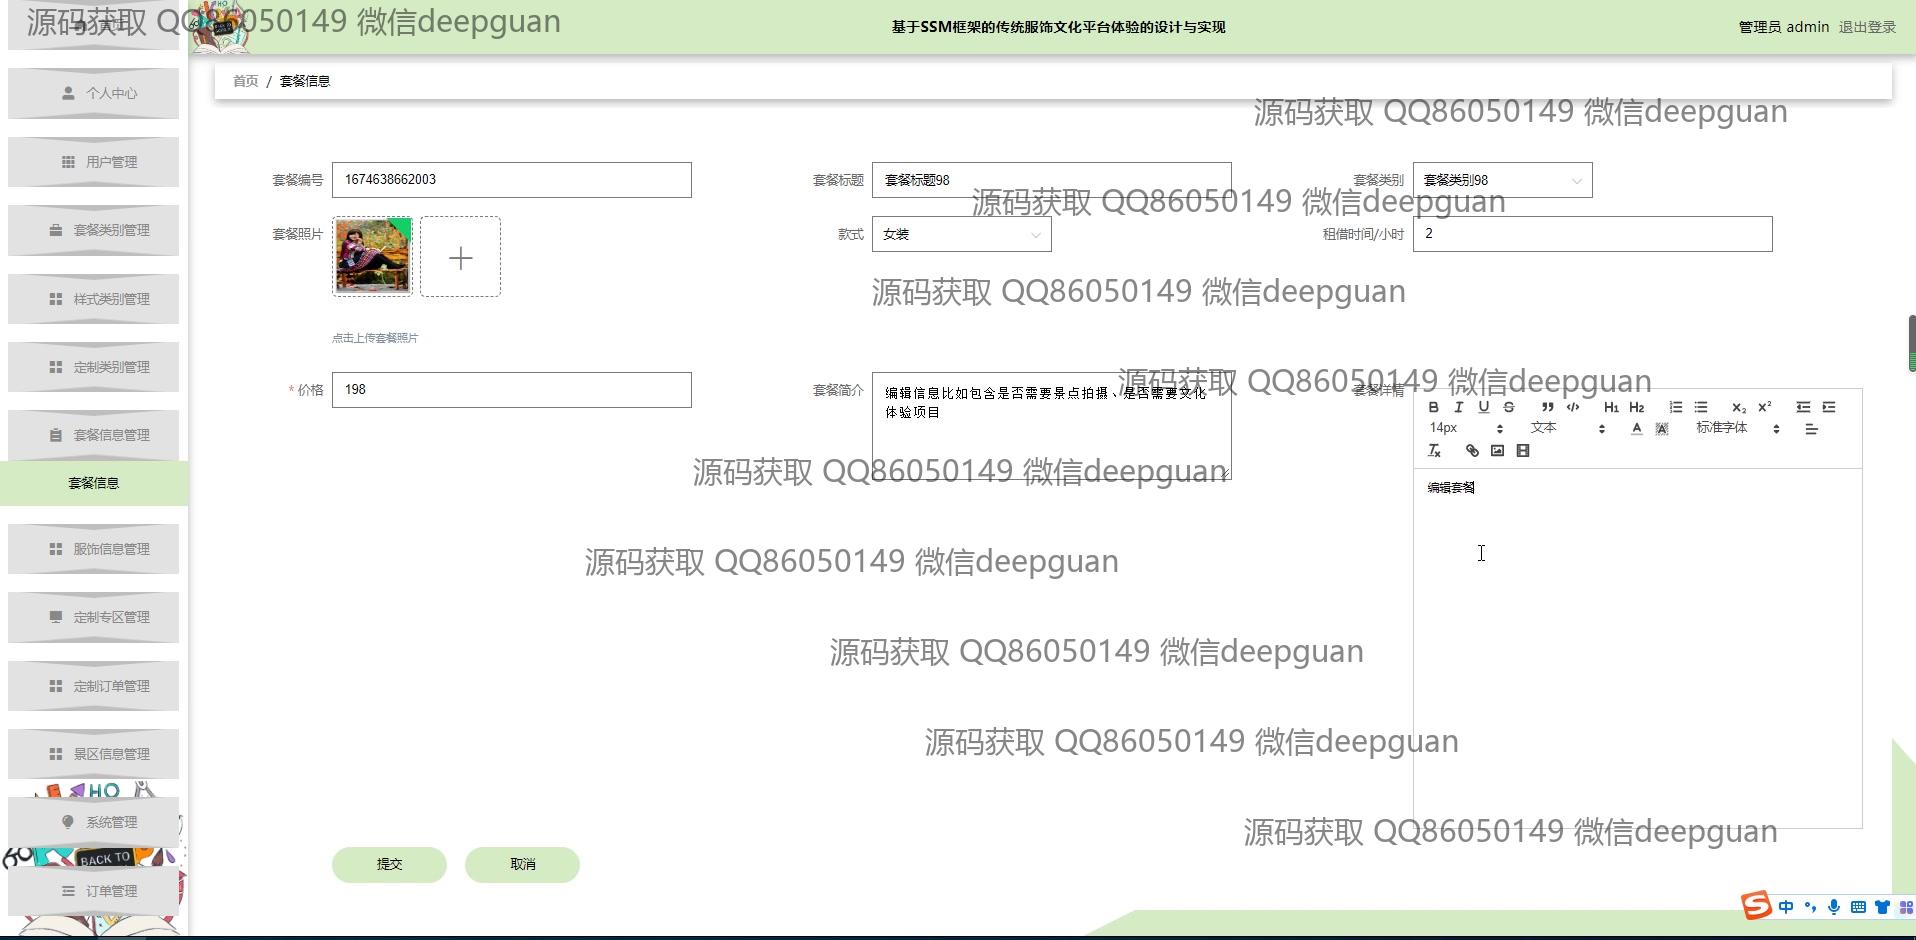 源码获取 QQ86050149 微信deepguan
基于SSM框架的传统服饰文化平台体验的设计与实现
管理员 admin 退出登录
首页 / 套餐信息
源码获取 QQ86050149 微信deepguan
个人中心
用户管理
套餐类别管理
样式类别管理
定制类别管理
套餐信息管理
套餐信息
服饰信息管理
定制专区管理
定制订单管理
景区信息管理
HO
系统管理
BACK TO
订单管理
套餐编号 1674638662003
套餐标题 套餐标题98
套餐类别 套餐类别98
源码获取 QQ86050149 微信deepguan
套餐照片
款式 女装
租借时间/小时 2
源码获取 QQ86050149 微信deepguan
点击上传套餐照片
* 价格 198
套餐简介 编辑信息比如包含是否需要景点拍摄、是否需要文化
体验项目
源码获取 QQ86050149 微信deepguan
套餐详情
B I U S ” </> H1 H2 X2 X2
14px 文本 A A 标准字体
Tx
编辑套餐
源码获取 QQ86050149 微信deepguan
源码获取 QQ86050149 微信deepguan
源码获取 QQ86050149 微信deepguan
源码获取 QQ86050149 微信deepguan
源码获取 QQ86050149 微信deepguan
提交 取消
中